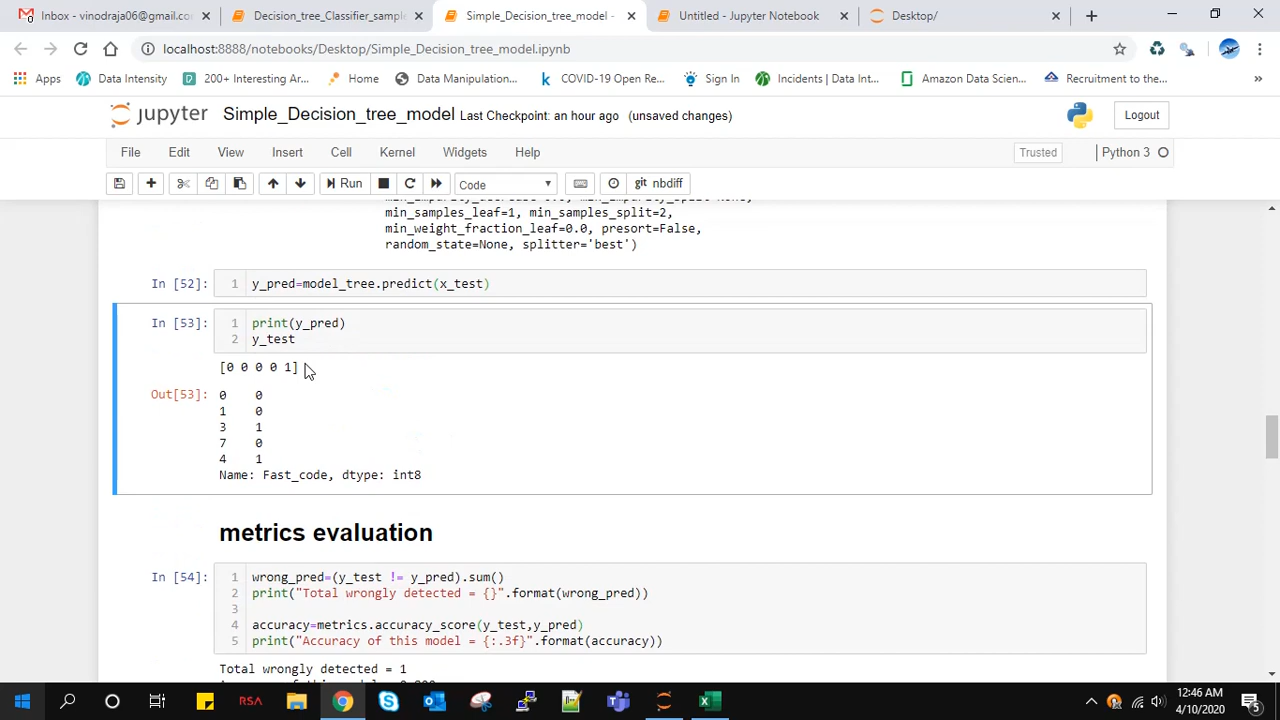 Inbox - vinodraja06@gmail.co
Decision_tree_Classifier_samp
Simple_Decision_tree_model -
Untitled - Jupyter Notebook
Desktop/
localhost:8888/notebooks/Desktop/Simple_Decision_tree_model.ipynb
Apps
Data Intensity
200+ Interesting Ar...
Home
Data Manipulation...
COVID-19 Open Re...
Sign In
Incidents | Data Int...
Amazon Data Scien...
Recruitment to the...
»
jupyter Simple_Decision_tree_model Last Checkpoint: an hour ago (unsaved changes)
Logout
File Edit View Insert Cell Kernel Widgets Help
Trusted
Python 3
Run
Code
git nbdiff
min_samples_leaf=1, min_samples_split=2,
min_weight_fraction_leaf=0.0, presort=False,
random_state=None, splitter='best')
In [52]: 1 y_pred=model_tree.predict(x_test)
In [53]: 1 print(y_pred)
2 y_test
[0 0 0 0 1]
Out[53]: 0 0
1 0
3 1
7 0
4 1
Name: Fast_code, dtype: int8
metrics evaluation
In [54]: 1 wrong_pred=(y_test != y_pred).sum()
2 print("Total wrongly detected = {}".format(wrong_pred))
3
4 accuracy=metrics.accuracy_score(y_test,y_pred)
5 print("Accuracy of this model = {:.3f}".format(accuracy))
Total wrongly detected = 1
RSA
12:46 AM
4/10/2020
5